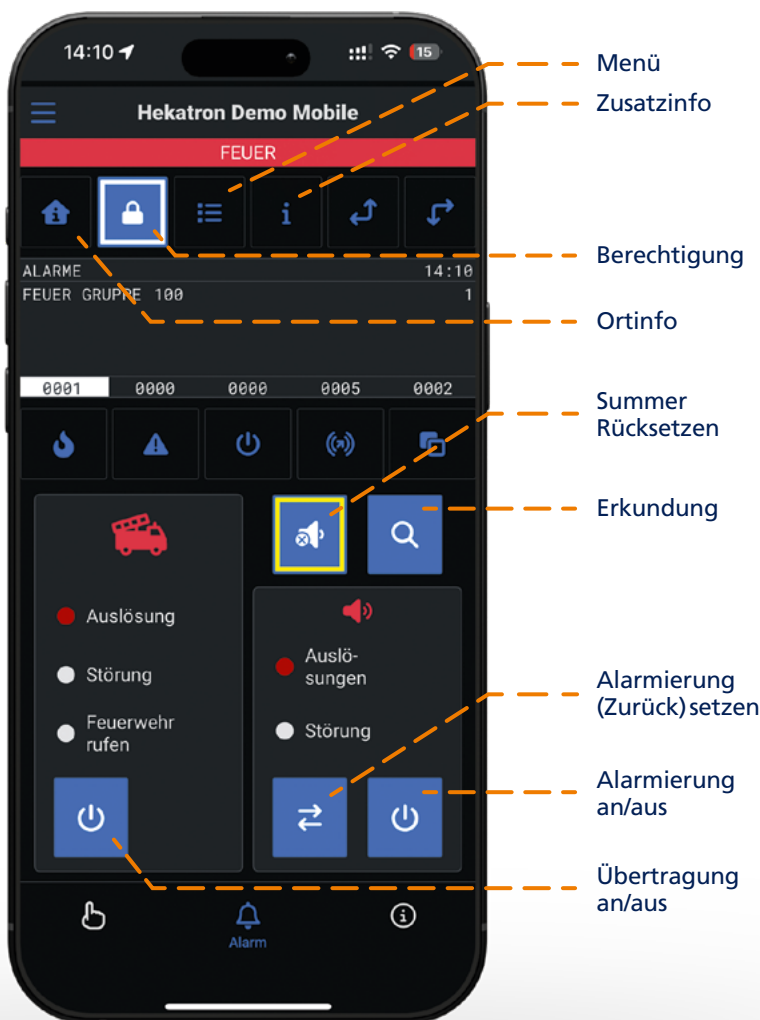 14:10
15
Menü
Hekatron Demo Mobile
Zusatzinfo
FEUER
i
Berechtigung
ALARME 14:10
FEUER GRUPPE 100 1
Ortinfo
0001 0000 0000 0005 0002
Summer
Rücksetzen
Erkundung
Auslösung
Störung
Feuerwehr
rufen
Auslö-
sungen
Störung
Alarmierung
(Zurück)setzen
Alarmierung
an/aus
Übertragung
an/aus
Alarm